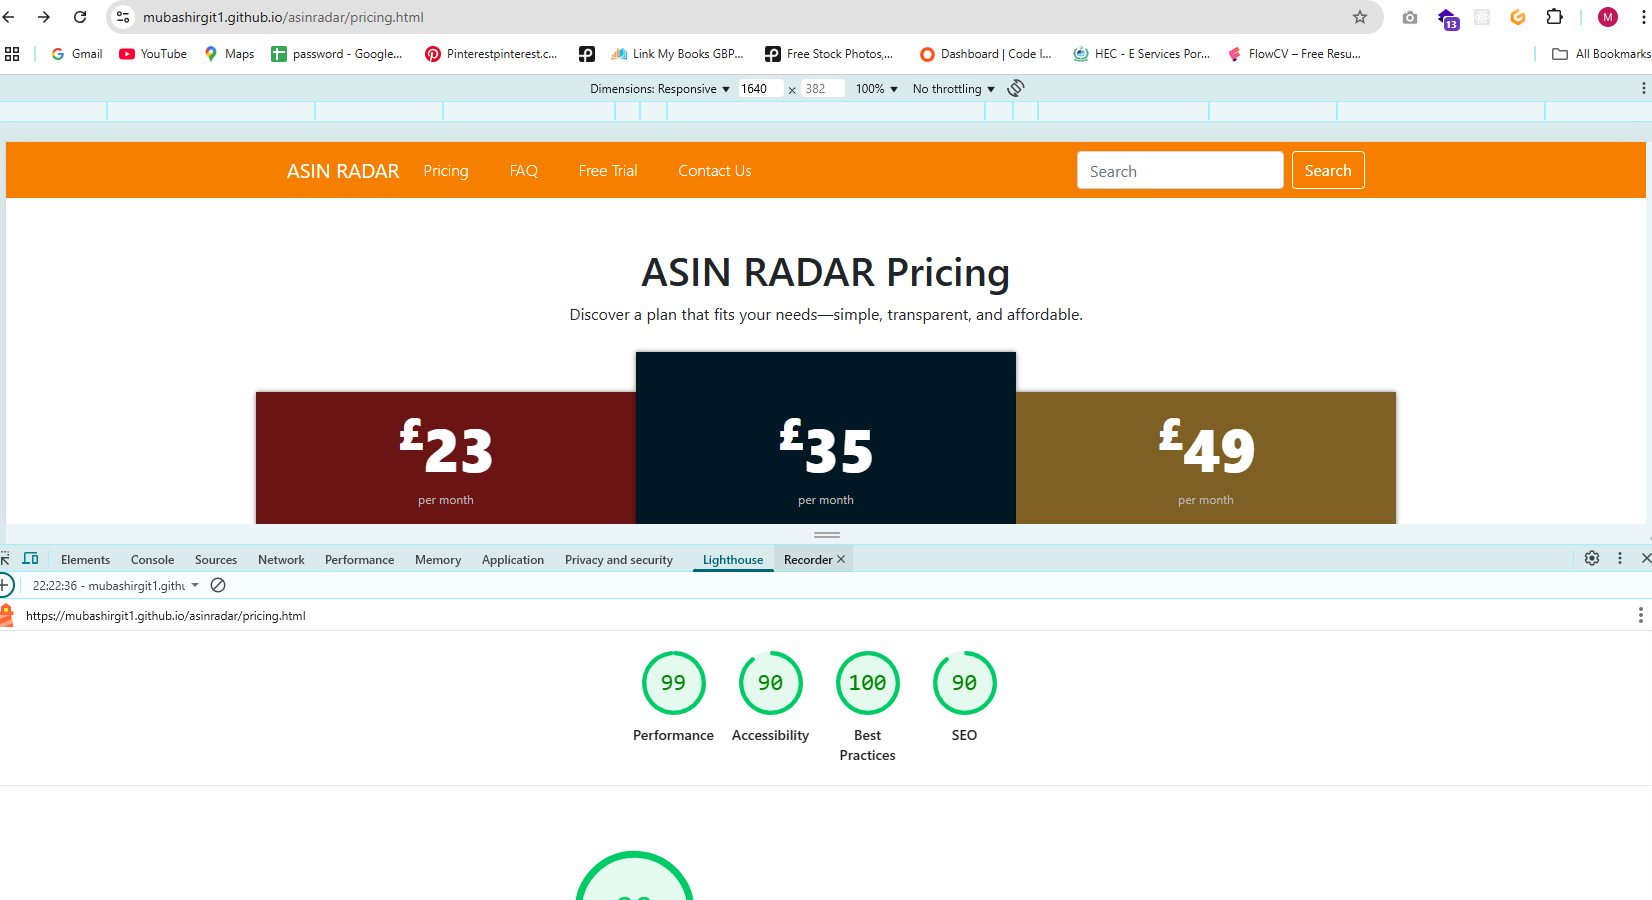 mubashirgit1.github.io/asinradar/pricing.html
13
M
Gmail YouTube Maps password - Google... Pinterestpinterest.c... Link My Books GBP... Free Stock Photos,... Dashboard | Code I... HEC - E Services Por... FlowCV – Free Resu... All Bookmarks
Dimensions: Responsive 1640 × 382 100% No throttling
ASIN RADAR Pricing FAQ Free Trial Contact Us Search Search
ASIN RADAR Pricing
Discover a plan that fits your needs—simple, transparent, and affordable.
£23 £35 £49
per month per month per month
Elements Console Sources Network Performance Memory Application Privacy and security Lighthouse Recorder
22:22:36 - mubashirgit1.githu
https://mubashirgit1.github.io/asinradar/pricing.html
99 90 100 90
Performance Accessibility Best Practices SEO